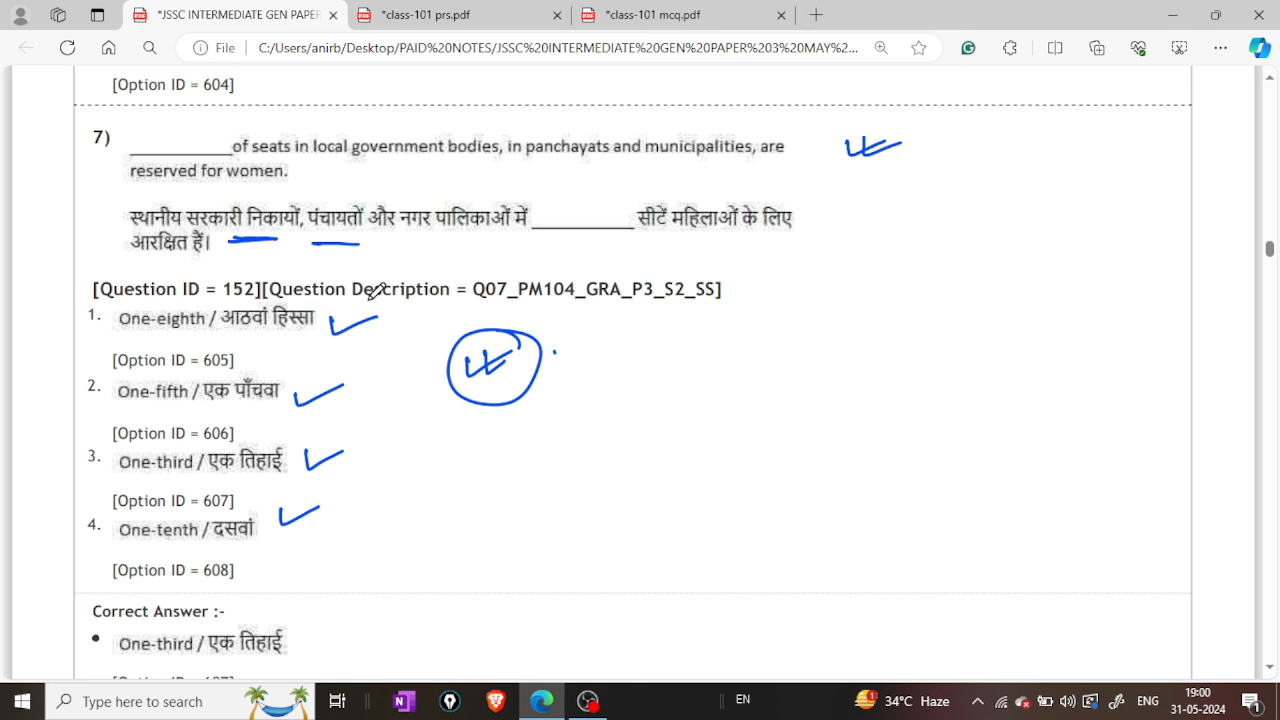 *JSSC INTERMEDIATE GEN PAPER
*class-101 prs.pdf
*class-101 mcq.pdf
File
C:/Users/anirb/Desktop/PAID%20NOTES/JSSC%20INTERMEDIATE%20GEN%20PAPER%203%20MAY%2...
[Option ID = 604]
7) __________of seats in local government bodies, in panchayats and municipalities, are
reserved for women.
स्थानीय सरकारी निकायों, पंचायतों और नगर पालिकाओं में __________ सीटें महिलाओं के लिए
आरक्षित हैं।
[Question ID = 152][Question Description = Q07_PM104_GRA_P3_S2_SS]
1. One-eighth / आठवां हिस्सा
[Option ID = 605]
2. One-fifth / एक पाँचवा
[Option ID = 606]
3. One-third / एक तिहाई
[Option ID = 607]
4. One-tenth / दसवां
[Option ID = 608]
Correct Answer :-
• One-third / एक तिहाई
Type here to search
EN
34°C Haze
ENG
19:00
31-05-2024